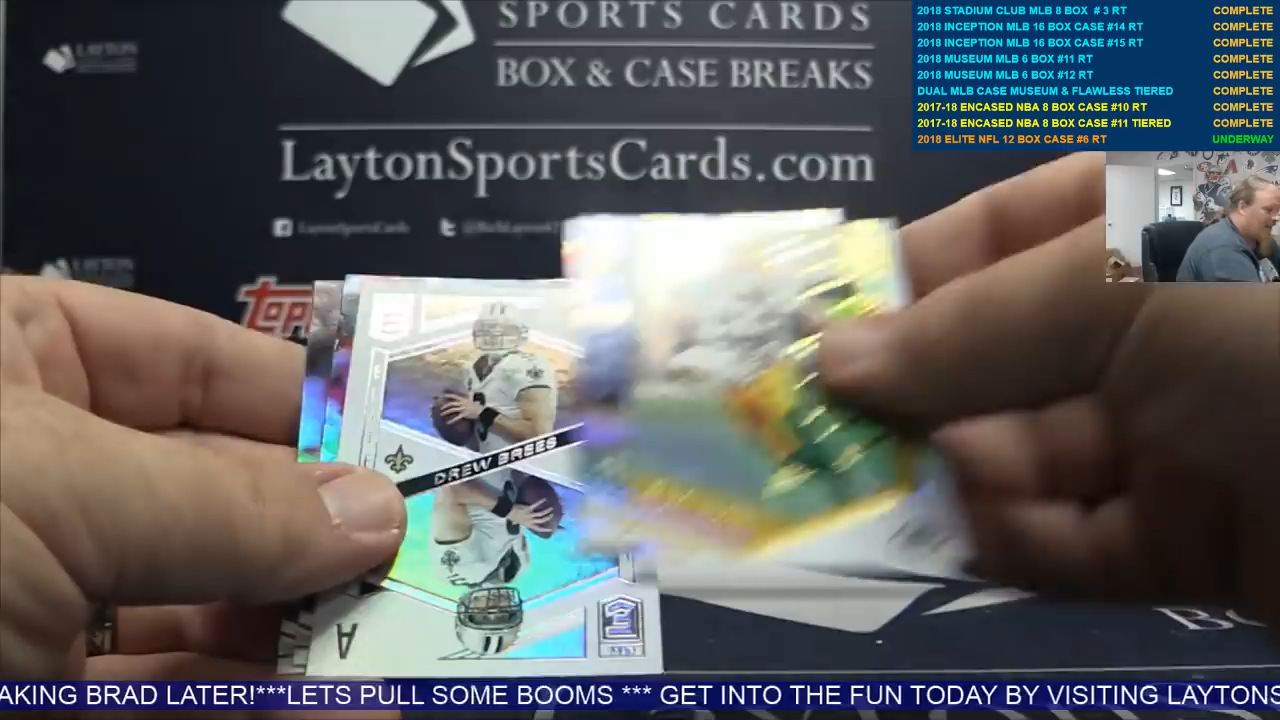 SPORTS CARDS
BOX & CASE BREAKS
LaytonSportsCards.com
LaytonSportsCards
LAYTON
LAYTON
DREW BREES
A
2018 STADIUM CLUB MLB 8 BOX # 3 RT COMPLETE
2018 INCEPTION MLB 16 BOX CASE #14 RT COMPLETE
2018 INCEPTION MLB 16 BOX CASE #15 RT COMPLETE
2018 MUSEUM MLB 6 BOX #11 RT COMPLETE
2018 MUSEUM MLB 6 BOX #12 RT COMPLETE
DUAL MLB CASE MUSEUM & FLAWLESS TIERED COMPLETE
2017-18 ENCASED NBA 8 BOX CASE #10 RT COMPLETE
2017-18 ENCASED NBA 8 BOX CASE #11 TIERED COMPLETE
2018 ELITE NFL 12 BOX CASE #6 RT UNDERWAY
AKING BRAD LATER!***LETS PULL SOME BOOMS *** GET INTO THE FUN TODAY BY VISITING LAYTONS